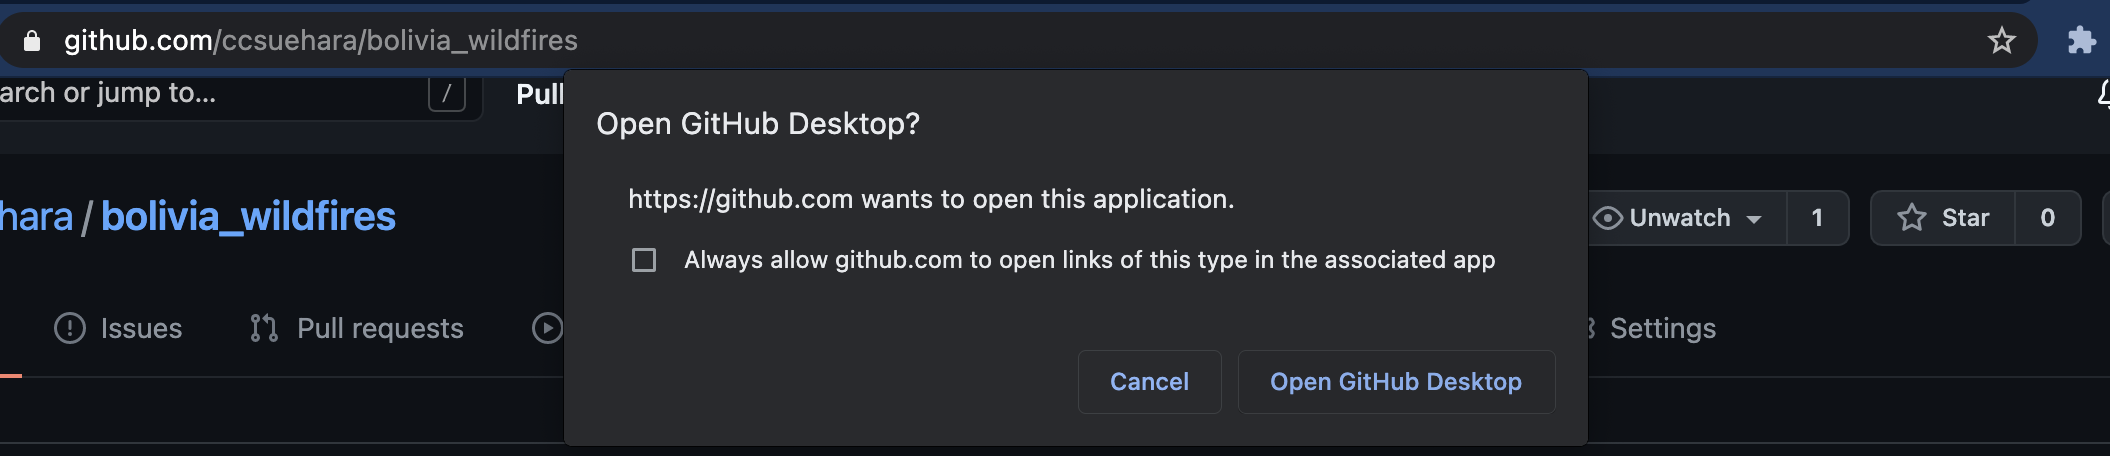 github.com/ccsuehara/bolivia_wildfires
arch or jump to... / Pull
Open GitHub Desktop?
https://github.com wants to open this application.
Always allow github.com to open links of this type in the associated app
Cancel Open GitHub Desktop
hara / bolivia_wildfires
Unwatch 1 Star 0
Issues Pull requests Settings